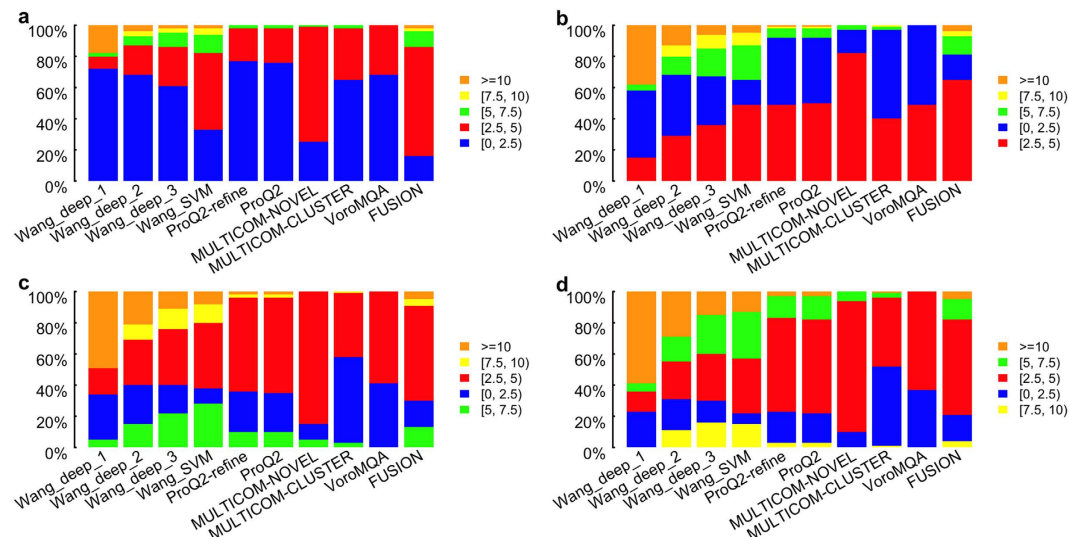 a
100%
80%
60%
40%
20%
0%
>=10
[7.5, 10)
[5, 7.5)
[2.5, 5)
[0, 2.5)
Wang_deep_1
Wang_deep_2
Wang_deep_3
Wang_SVM
ProQ2-refine
ProQ2
MULTICOM-NOVEL
MULTICOM-CLUSTER
VoroMQA
FUSION
b
100%
80%
60%
40%
20%
0%
>=10
[7.5, 10)
[5, 7.5)
[0, 2.5)
[2.5, 5)
Wang_deep_1
Wang_deep_2
Wang_deep_3
Wang_SVM
ProQ2-refine
ProQ2
MULTICOM-NOVEL
MULTICOM-CLUSTER
VoroMQA
FUSION
c
100%
80%
60%
40%
20%
0%
>=10
[7.5, 10)
[2.5, 5)
[0, 2.5)
[5, 7.5)
Wang_deep_1
Wang_deep_2
Wang_deep_3
Wang_SVM
ProQ2-refine
ProQ2
MULTICOM-NOVEL
MULTICOM-CLUSTER
VoroMQA
FUSION
d
100%
80%
60%
40%
20%
0%
>=10
[5, 7.5)
[2.5, 5)
[0, 2.5)
[7.5, 10)
Wang_deep_1
Wang_deep_2
Wang_deep_3
Wang_SVM
ProQ2-refine
ProQ2
MULTICOM-NOVEL
MULTICOM-CLUSTER
VoroMQA
FUSION